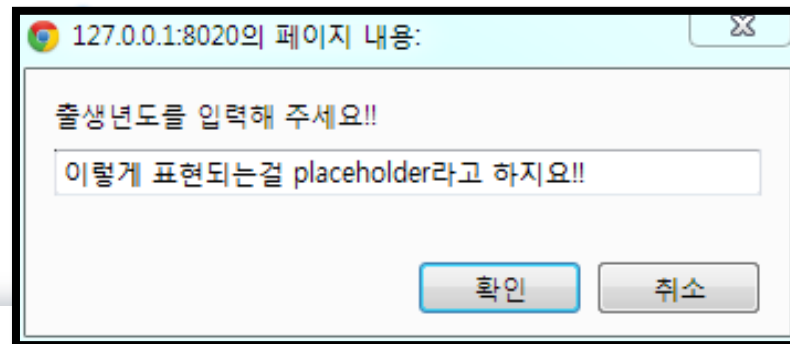 127.0.0.1:8020의 페이지 내용:
출생년도를 입력해 주세요!!
이렇게 표현되는걸 placeholder라고 하지요!!
확인 취소